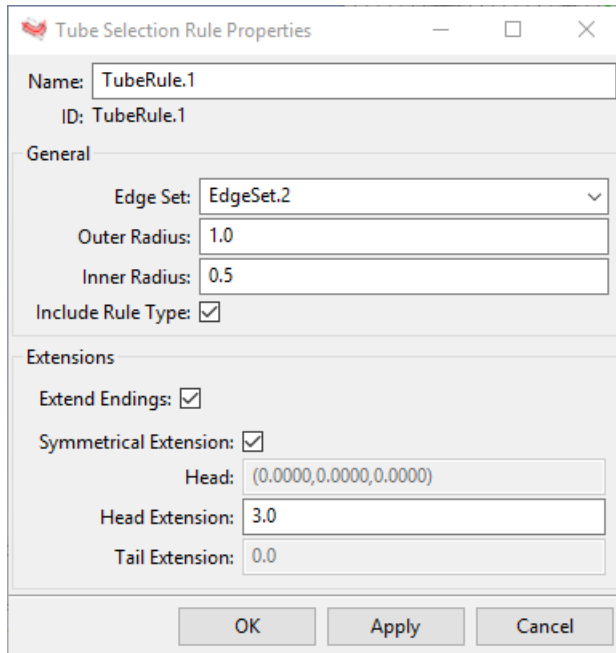 Tube Selection Rule Properties
Name: TubeRule.1
ID: TubeRule.1
General
Edge Set: EdgeSet.2
Outer Radius: 1.0
Inner Radius: 0.5
Include Rule Type:
Extensions
Extend Endings:
Symmetrical Extension:
Head: (0.0000,0.0000,0.0000)
Head Extension: 3.0
Tail Extension: 0.0
OK Apply Cancel